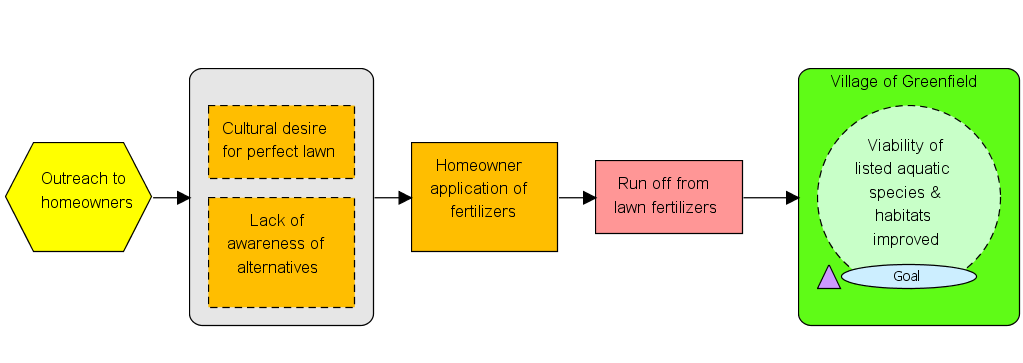 Outreach to
homeowners
Cultural desire
for perfect lawn
Lack of
awareness of
alternatives
Homeowner
application of
fertilizers
Run off from
lawn fertilizers
Village of Greenfield
Viability of
listed aquatic
species &
habitats
improved
Goal